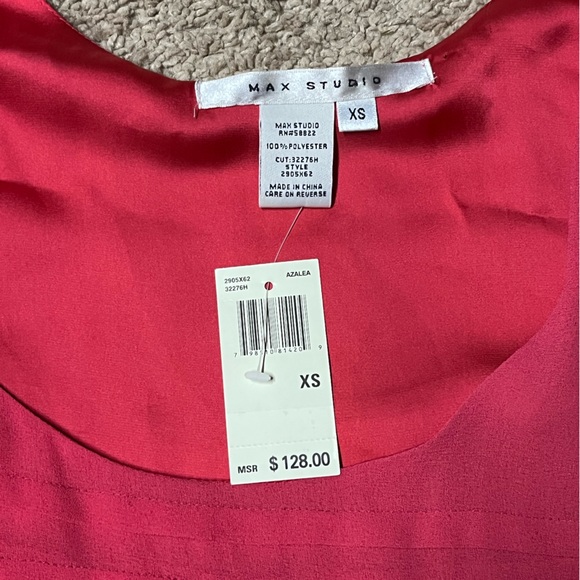 MAX STUDIO
XS
MAX STUDIO
RN#58822
100% POLYESTER
CUT:32276H
STYLE
2905X62
MADE IN CHINA
CARE ON REVERSE
2905X62 AZALEA
32276H
XS
MSR $128.00